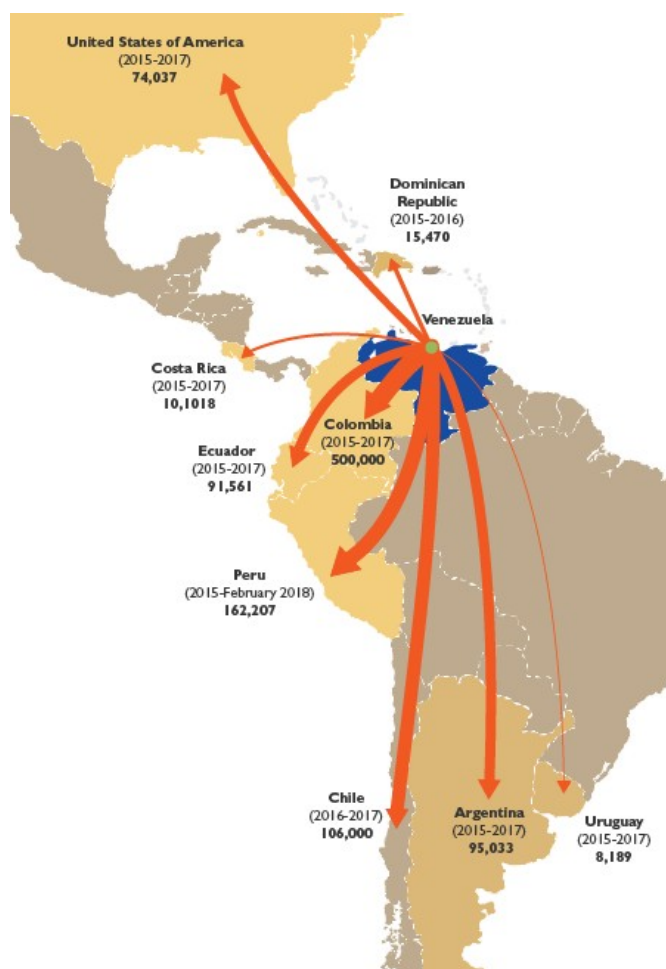 United States of America
(2015-2017)
74,037
Dominican
Republic
(2015-2016)
15,470
Venezuela
Costa Rica
(2015-2017)
10,1018
Colombia
(2015-2017)
500,000
Ecuador
(2015-2017)
91,561
Peru
(2015-February 2018)
162,207
Chile
(2016-2017)
106,000
Argentina
(2015-2017)
95,033
Uruguay
(2015-2017)
8,189